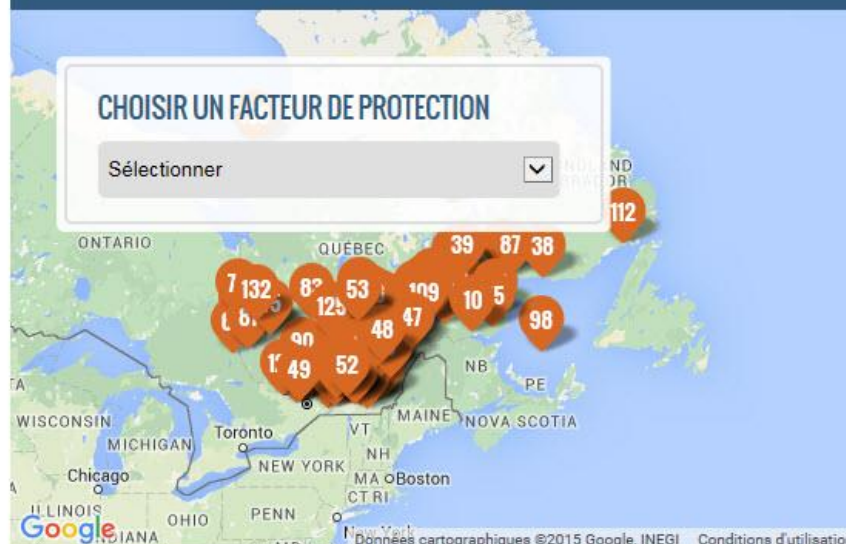 CHOISIR UN FACTEUR DE PROTECTION
Sélectionner
ND
112
ONTARIO
QUÉBEC
39 87 38
132 53
125 109 10 5
47 98
48
90
49 52
NB
PE
WISCONSIN
MICHIGAN
Toronto
VT
MAINE
NOVA SCOTIA
NH
NEW YORK
Chicago
MA Boston
CT RI
ILLINOIS
OHIO
PENN
Google
Données cartographiques ©2015 Google, INEGI Conditions d'utilisation